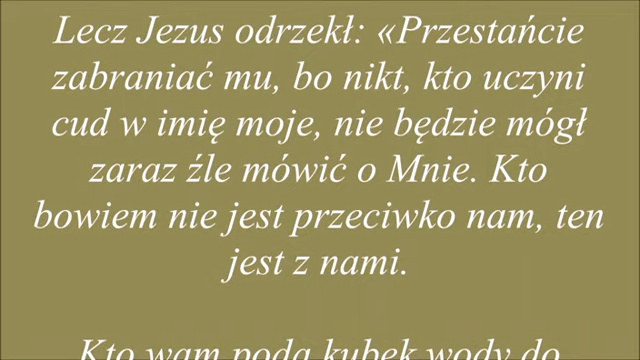 Lecz Jezus odrzekł: «Przestańcie
zabraniać mu, bo nikt, kto uczyni
cud w imię moje, nie będzie mógł
zaraz źle mówić o Mnie. Kto
bowiem nie jest przeciwko nam, ten
jest z nami.
Kto wam poda kubek wody do